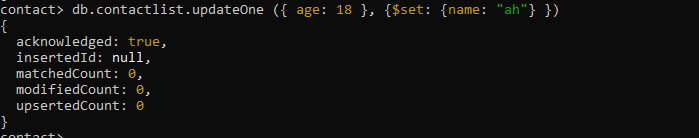 contact> db.contactlist.updateOne ({ age: 18 }, {$set: {name: "ah"} })
{
  acknowledged: true,
  insertedId: null,
  matchedCount: 0,
  modifiedCount: 0,
  upsertedCount: 0
}
contact>